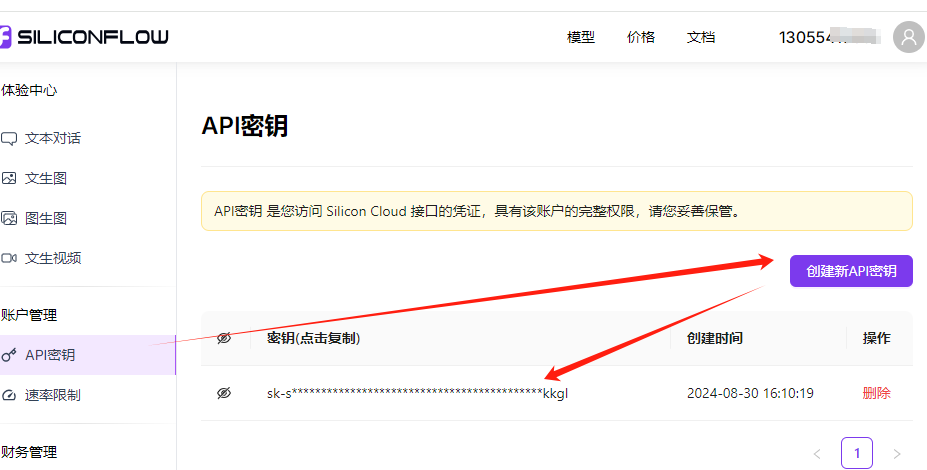 SILICONFLOW
模型 价格 文档
体验中心
文本对话
文生图
图生图
文生视频
账户管理
API密钥
速率限制
财务管理
API密钥
API密钥 是您访问 Silicon Cloud 接口的凭证，具有该账户的完整权限，请您妥善保管。
创建新API密钥
密钥(点击复制) 创建时间 操作
sk-s********************************************kkgl 2024-08-30 16:10:19 删除
< 1 >